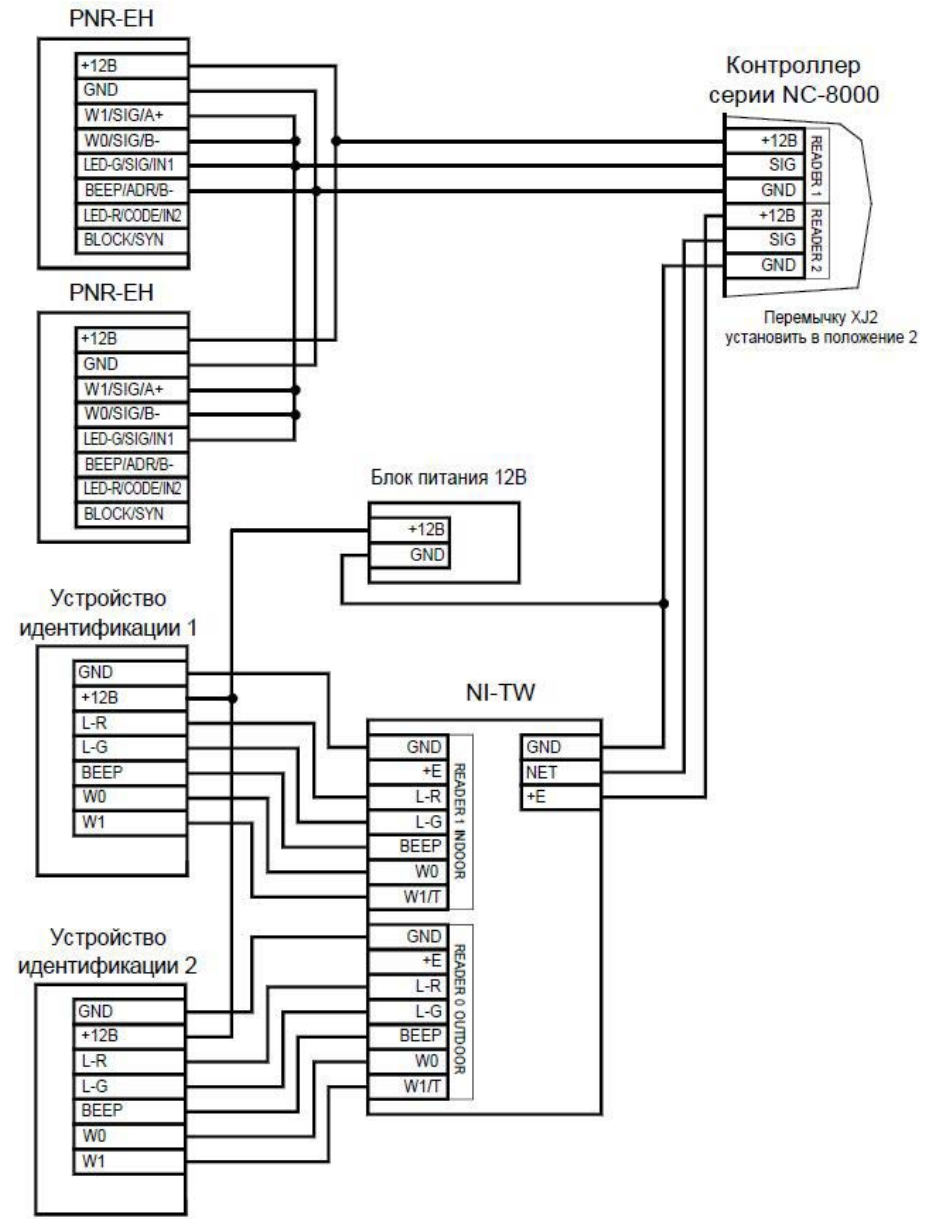 PNR-EH
+12В
GND
W1/SIG/A+
W0/SIG/B-
LED-G/SIG/IN1
BEEP/ADR/B-
LED-R/CODE/IN2
BLOCK/SYN
Контроллер
серии NC-8000
+12В
SIG
GND
READER 1
+12В
SIG
GND
READER 2
Перемычку XJ2
установить в положение 2
PNR-EH
+12В
GND
W1/SIG/A+
W0/SIG/B-
LED-G/SIG/IN1
BEEP/ADR/B-
LED-R/CODE/IN2
BLOCK/SYN
Блок питания 12В
+12В
GND
Устройство
идентификации 1
GND
+12В
L-R
L-G
BEEP
W0
W1
NI-TW
GND
+E
L-R
L-G
BEEP
W0
W1/T
READER 1 INDOOR
GND
NET
+E
GND
+E
L-R
L-G
BEEP
W0
W1/T
READER 0 OUTDOOR
Устройство
идентификации 2
GND
+12В
L-R
L-G
BEEP
W0
W1